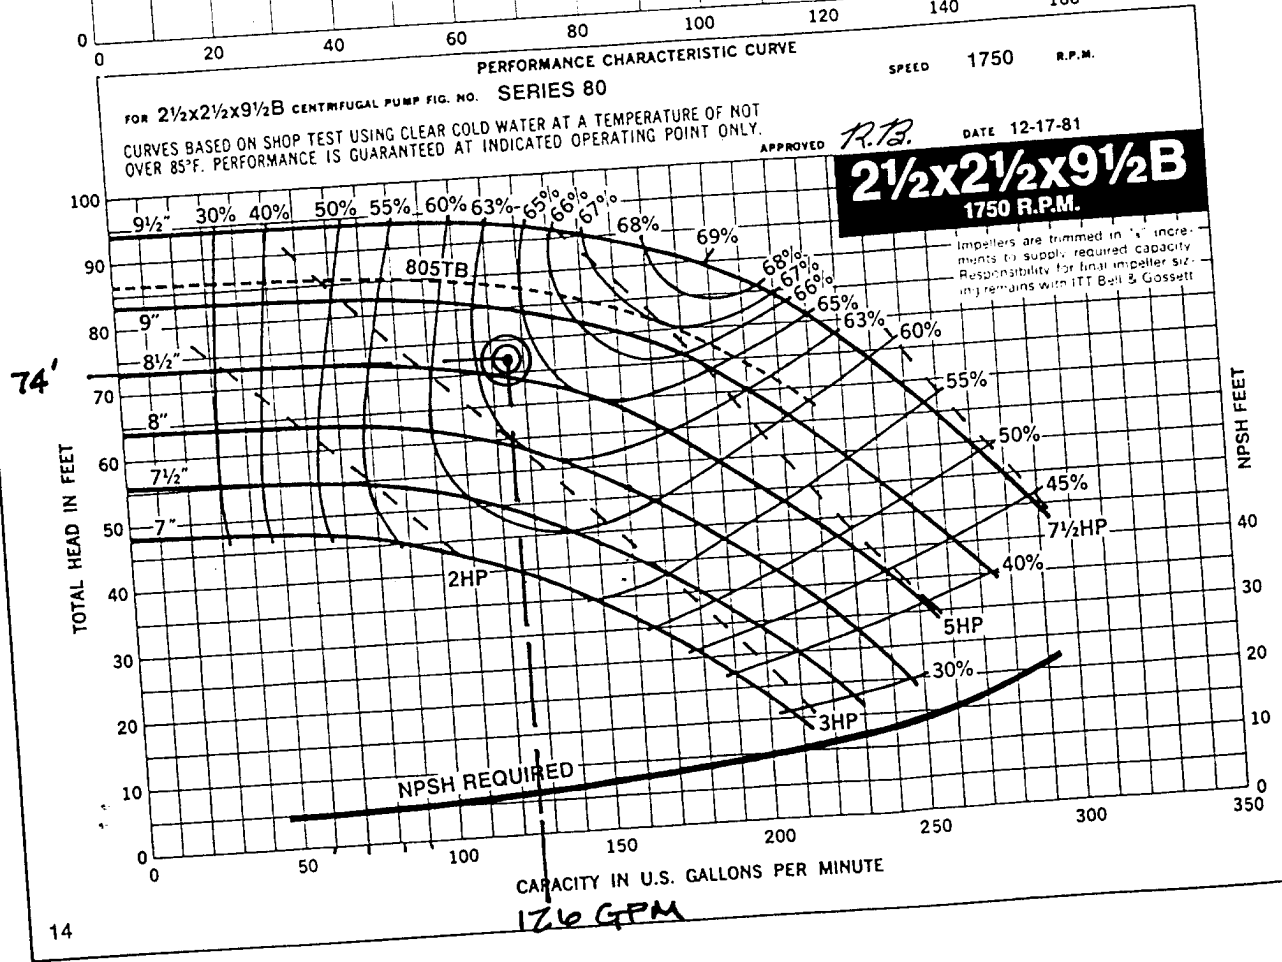 0 20 40 60 80 100 120 140
PERFORMANCE CHARACTERISTIC CURVE
SPEED 1750 R.P.M.
FOR 2½x2½x9½B CENTRIFUGAL PUMP FIG. NO. SERIES 80
CURVES BASED ON SHOP TEST USING CLEAR COLD WATER AT A TEMPERATURE OF NOT
OVER 85°F. PERFORMANCE IS GUARANTEED AT INDICATED OPERATING POINT ONLY.
APPROVED R.B. DATE 12-17-81
2½x2½x9½B
1750 R.P.M.
Impellers are trimmed in incre-
ments to supply required capacity
Responsibility for final impeller siz-
ing remains with ITT Bell & Gossett
9½" 30% 40% 50% 55% 60% 63% 65% 66% 67% 68% 69%
68%
67%
66%
65%
63%
60%
55%
50%
45%
40%
30%
805TB
9"
8½"
8"
7½"
7"
74'
2HP
3HP
5HP
7½HP
NPSH REQUIRED
TOTAL HEAD IN FEET
100
90
80
70
60
50
40
30
20
10
0
NPSH FEET
40
30
20
10
0
0 50 100 150 200 250 300 350
CAPACITY IN U.S. GALLONS PER MINUTE
126 GPM
14